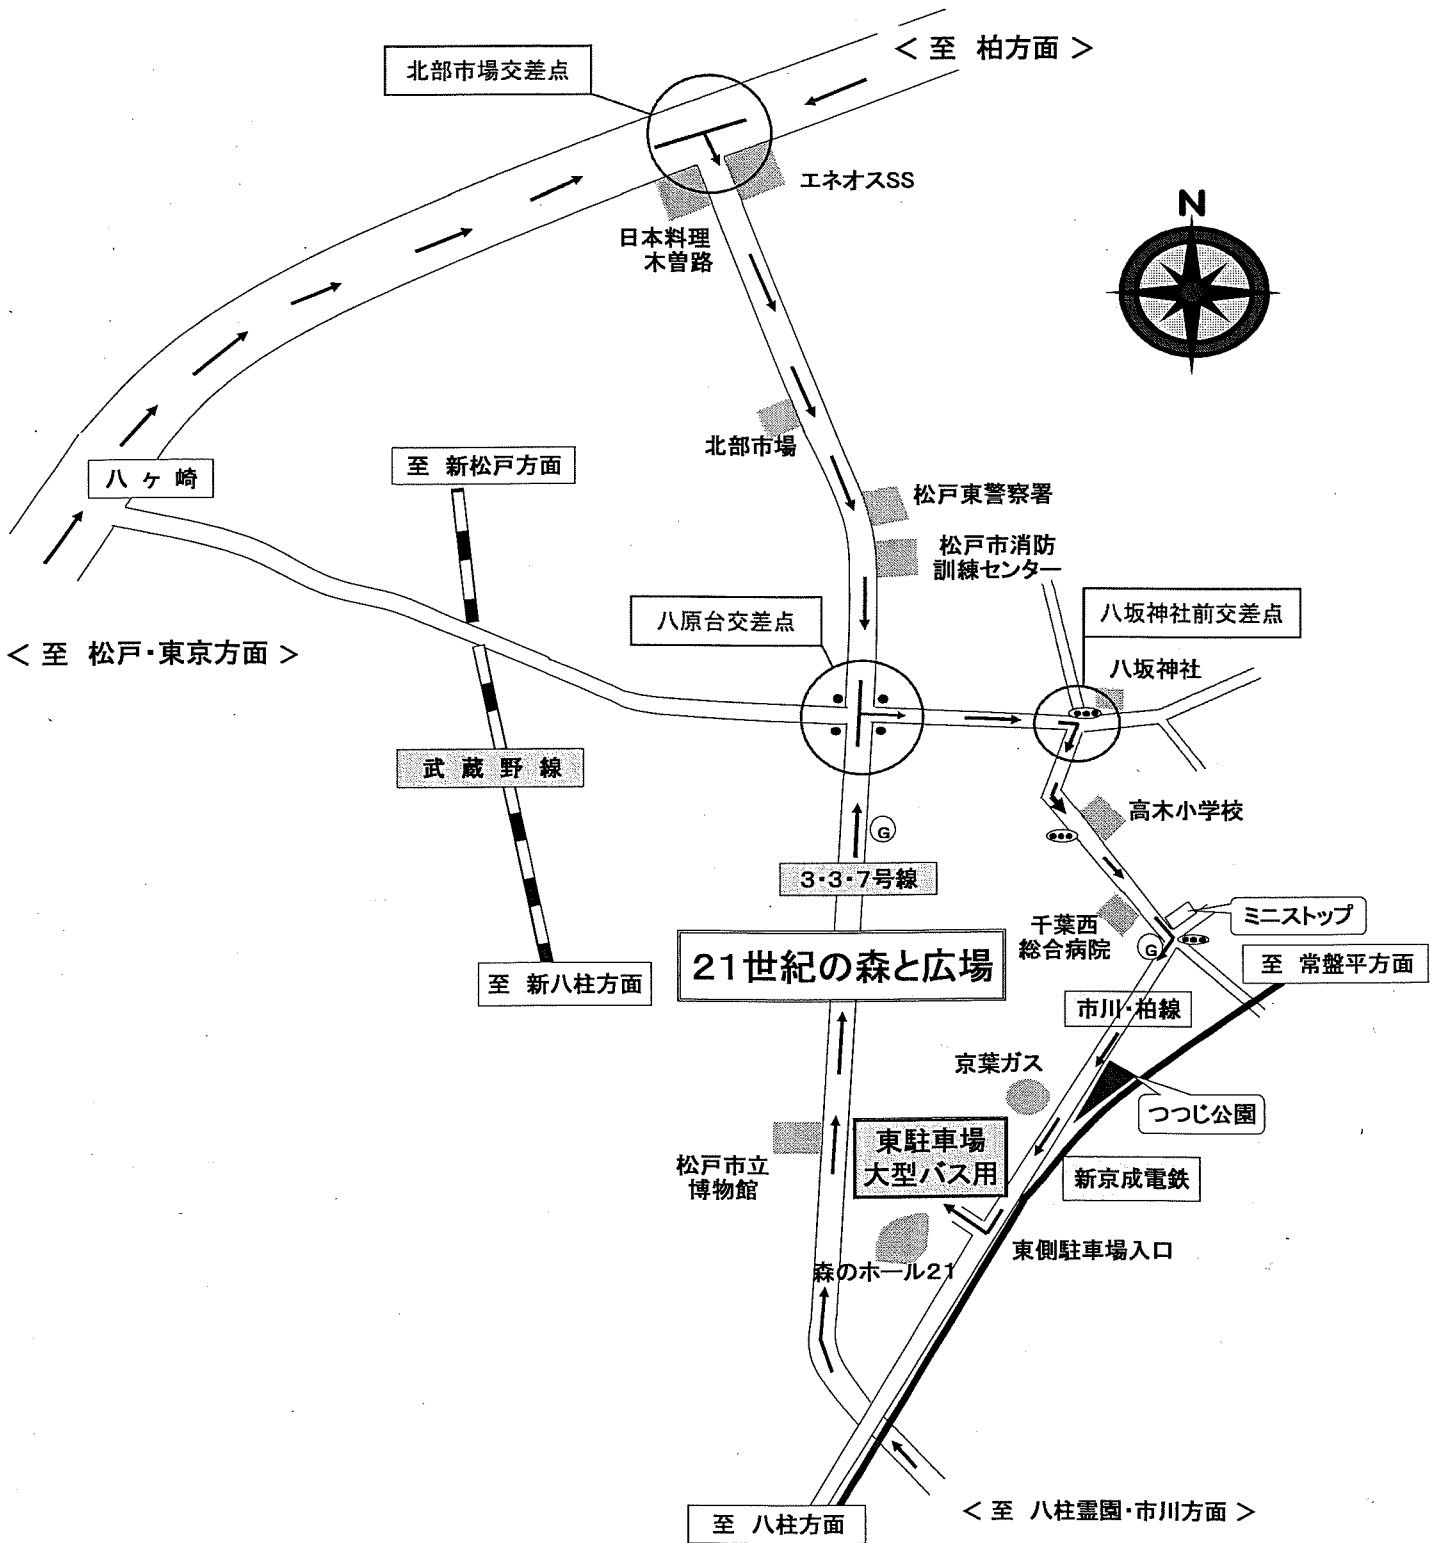 ＜ 至 柏方面 ＞
北部市場交差点
エネオスSS
N
日本料理
木曽路
北部市場
至 新松戸方面
八ヶ崎
松戸東警察署
松戸市消防
訓練センター
八原台交差点
八坂神社前交差点
＜ 至 松戸・東京方面 ＞
八坂神社
武蔵野線
高木小学校
G
3・3・7号線
ミニストップ
千葉西
総合病院
G
21世紀の森と広場
至 常盤平方面
至 新八柱方面
市川・柏線
京葉ガス
つつじ公園
東駐車場
大型バス用
松戸市立
博物館
新京成電鉄
東側駐車場入口
森のホール21
＜ 至 八柱霊園・市川方面 ＞
至 八柱方面